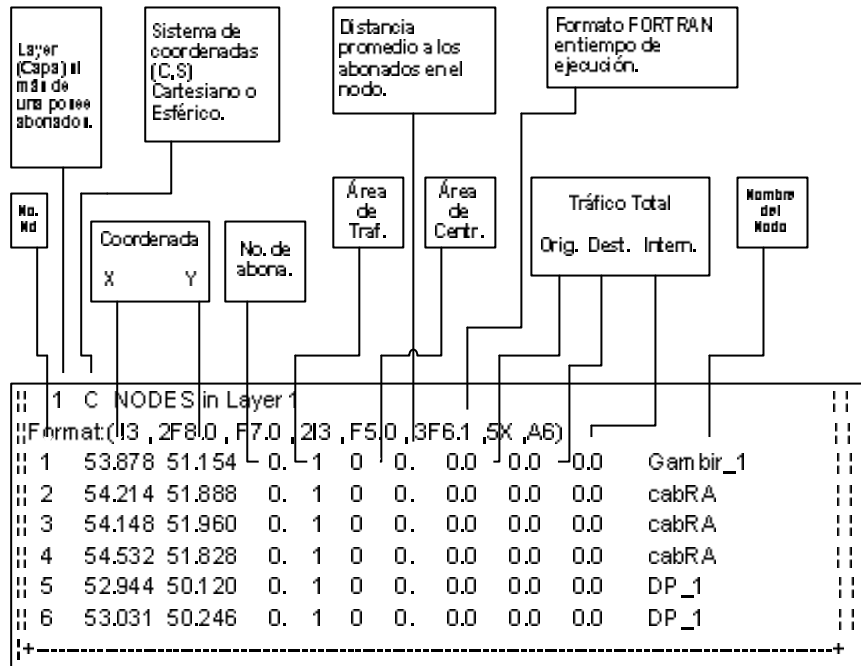 Layer
(Capa) si
más de
una posee
abonados.
Sistema de
coordenadas
(C,S)
Cartesiano o
Esférico.
Distancia
promedio a los
abonados en el
nodo.
Formato FORTRAN
en tiempo de
ejecución.
No.
Nd
Coordenada
X Y
No. de
abona.
Área
de
Traf.
Área
de
Centr.
Tráfico Total
Orig. Dest. Intern.
Nombre
del
Nodo
1 C NODES in Layer 1
Format:( I3 , 2F8.0 , F7.0 , 2I3 , F5.0 , 3F6.1 ,5X ,A6)
1 53.878 51.154 0. 1 0 0. 0.0 0.0 0.0 Gambir_1
2 54.214 51.888 0. 1 0 0. 0.0 0.0 0.0 cabRA
3 54.148 51.960 0. 1 0 0. 0.0 0.0 0.0 cabRA
4 54.532 51.828 0. 1 0 0. 0.0 0.0 0.0 cabRA
5 52.944 50.120 0. 1 0 0. 0.0 0.0 0.0 DP_1
6 53.031 50.246 0. 1 0 0. 0.0 0.0 0.0 DP_1